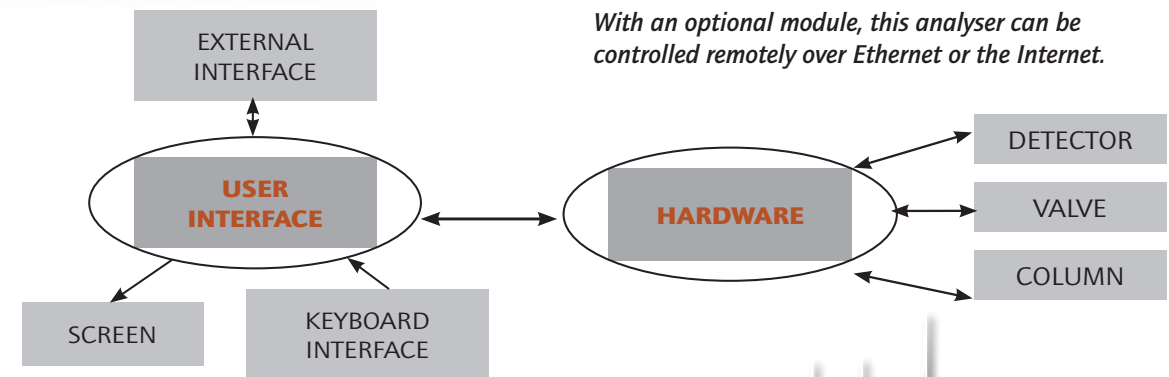 With an optional module, this analyser can be
controlled remotely over Ethernet or the Internet.
EXTERNAL
INTERFACE
USER
INTERFACE
SCREEN
KEYBOARD
INTERFACE
HARDWARE
DETECTOR
VALVE
COLUMN